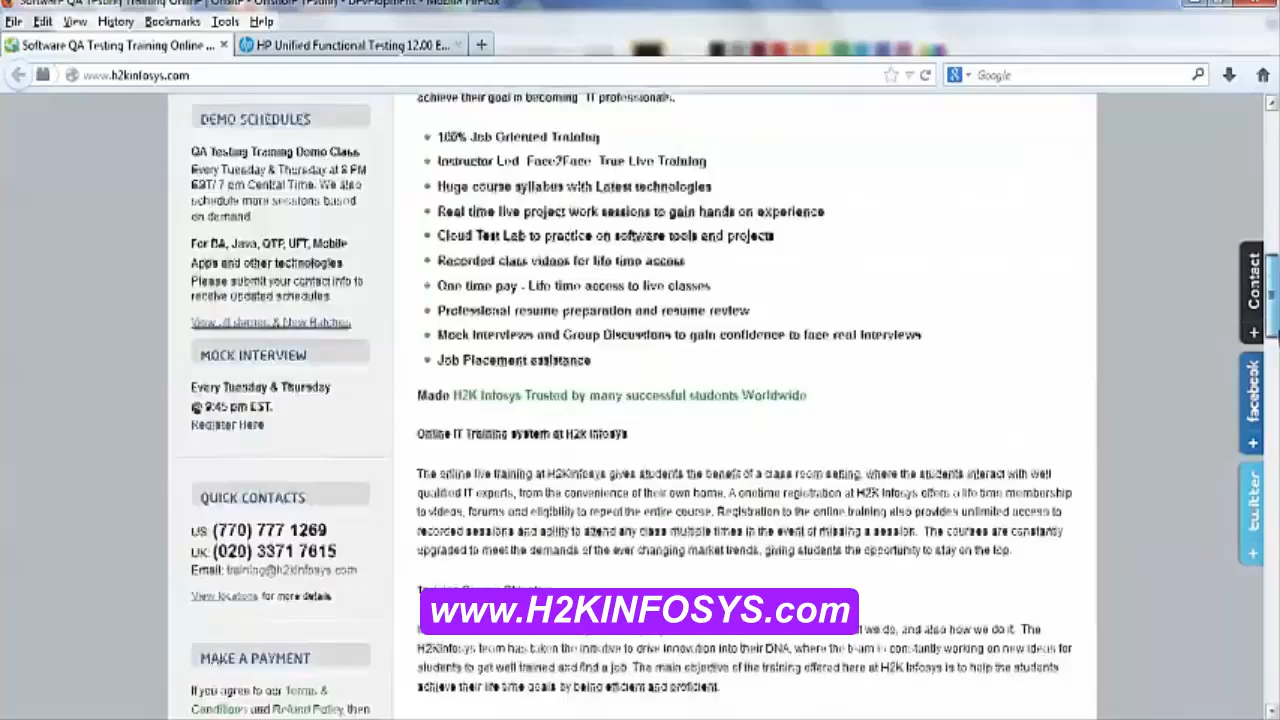 Software QA Testing Training Online | Onsite - Offshore Testing - Development - Mozilla Firefox
File Edit View History Bookmarks Tools Help
Software QA Testing Training Online ... × HP Unified Functional Testing 12.00 E... × +
www.h2kinfosys.com
Google
achieve their goal in becoming IT professionals.
100% Job Oriented Training
Instructor Led Face2Face True Live Training
Huge course syllabus with Latest technologies
Real time live project work sessions to gain hands on experience
Cloud Test Lab to practice on software tools and projects
Recorded class videos for life time access
One time pay - Life time access to live classes
Professional resume preparation and resume review
Mock Interviews and Group Discussions to gain confidence to face real interviews
Job Placement assistance
Made H2K Infosys Trusted by many successful students Worldwide
Online IT Training system at H2K Infosys
The online live training at H2KInfosys gives students the benefit of a class room setting, where the students interact with well
qualified IT experts, from the convenience of their own home. A onetime registration at H2K Infosys offers a life time membership
to videos, forums and eligibility to repeat the entire course. Registration to the online training also provides unlimited access to
recorded sessions and ability to attend any class multiple times in the event of missing a session. The courses are constantly
upgraded to meet the demands of the ever changing market trends, giving students the opportunity to stay on the top.
we do, and also how we do it. The
H2KInfosys team has taken the initiative to drive innovation into their DNA, where the team is constantly working on new ideas for
students to get well trained and find a job. The main objective of the training offered here at H2K Infosys is to help the students
achieve their life time goals by being efficient and proficient.
DEMO SCHEDULES
QA Testing Training Demo Class
Every Tuesday & Thursday at 8 PM
EST/ 7 pm Central Time. We also
schedule more sessions based
on demand
For BA, Java, QTP, UFT, Mobile
Apps and other technologies
Please submit your contact info to
receive updated schedules.
View all demos & New Batches
MOCK INTERVIEW
Every Tuesday & Thursday
@ 9:45 pm EST.
Register Here
QUICK CONTACTS
US: (770) 777 1269
UK: (020) 3371 7615
Email: training@h2kinfosys.com
View locations for more details
MAKE A PAYMENT
If you agree to our Terms &
Conditions and Refund Policy, then
Contact +
facebook +
twitter +
www.H2KINFOSYS.com